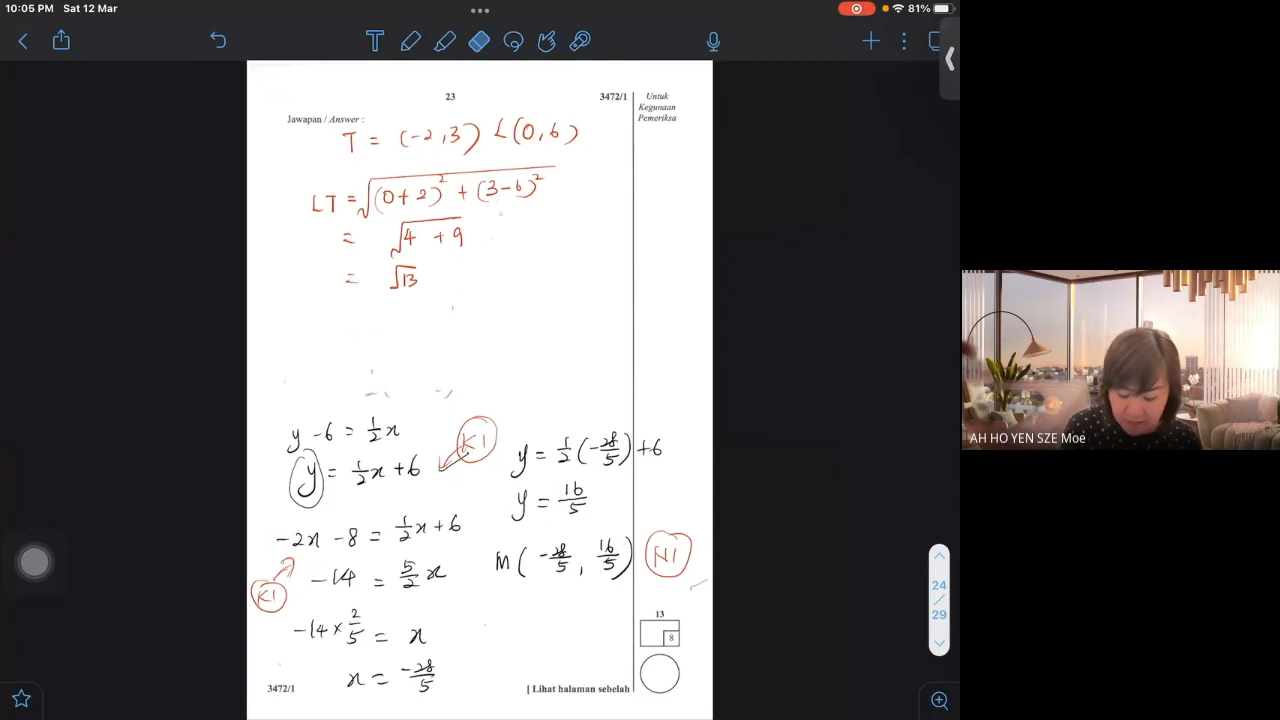 10:05 PM Sat 12 Mar
81%
23
3472/1
Untuk
Kegunaan
Pemeriksa
Jawapan / Answer :
T = (-2,3) L(0,6)
LT = √(0+2)² + (3-6)²
= √4 + 9
= √13
y - 6 = 1/2 x
y = 1/2 x + 6
K1
-2x - 8 = 1/2 x + 6
K1
-14 = 5/2 x
-14 × 2/5 = x
x = -28/5
y = 1/2 (-28/5) + 6
y = 16/5
M(-28/5, 16/5)
N1
13
8
3472/1
[ Lihat halaman sebelah
24
/
29
AH HO YEN SZE Moe